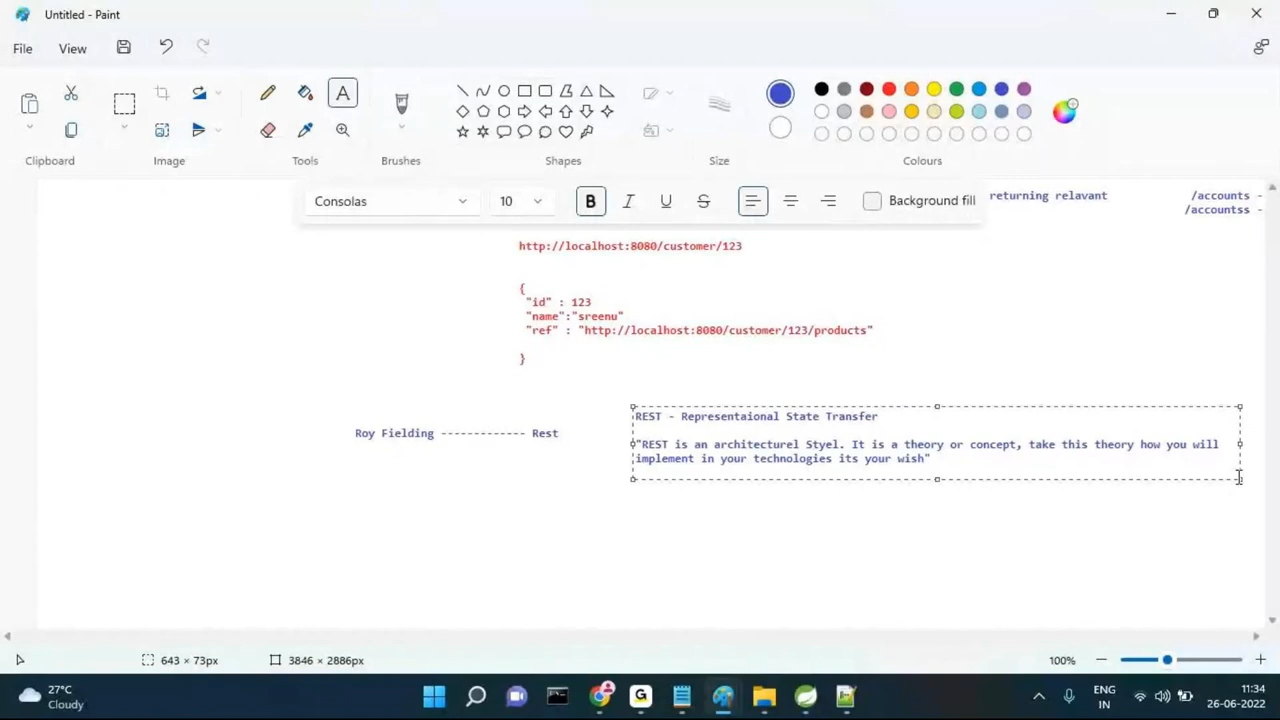 Untitled - Paint
File
View
Clipboard
Image
Tools
Brushes
Shapes
Size
Colours
Consolas
10
B
I
U
S
Background fill
returning relavant
/accounts -
/accountss -
http://localhost:8080/customer/123
{
"id" : 123
"name":"sreenu"
"ref" : "http://localhost:8080/customer/123/products"
}
Roy Fielding ------------- Rest
REST - Representaional State Transfer
"REST is an architecturel Styel. It is a theory or concept, take this theory how you will
implement in your technologies its your wish"
643 × 73px
3846 × 2886px
100%
27°C
Cloudy
ENG
IN
11:34
26-06-2022